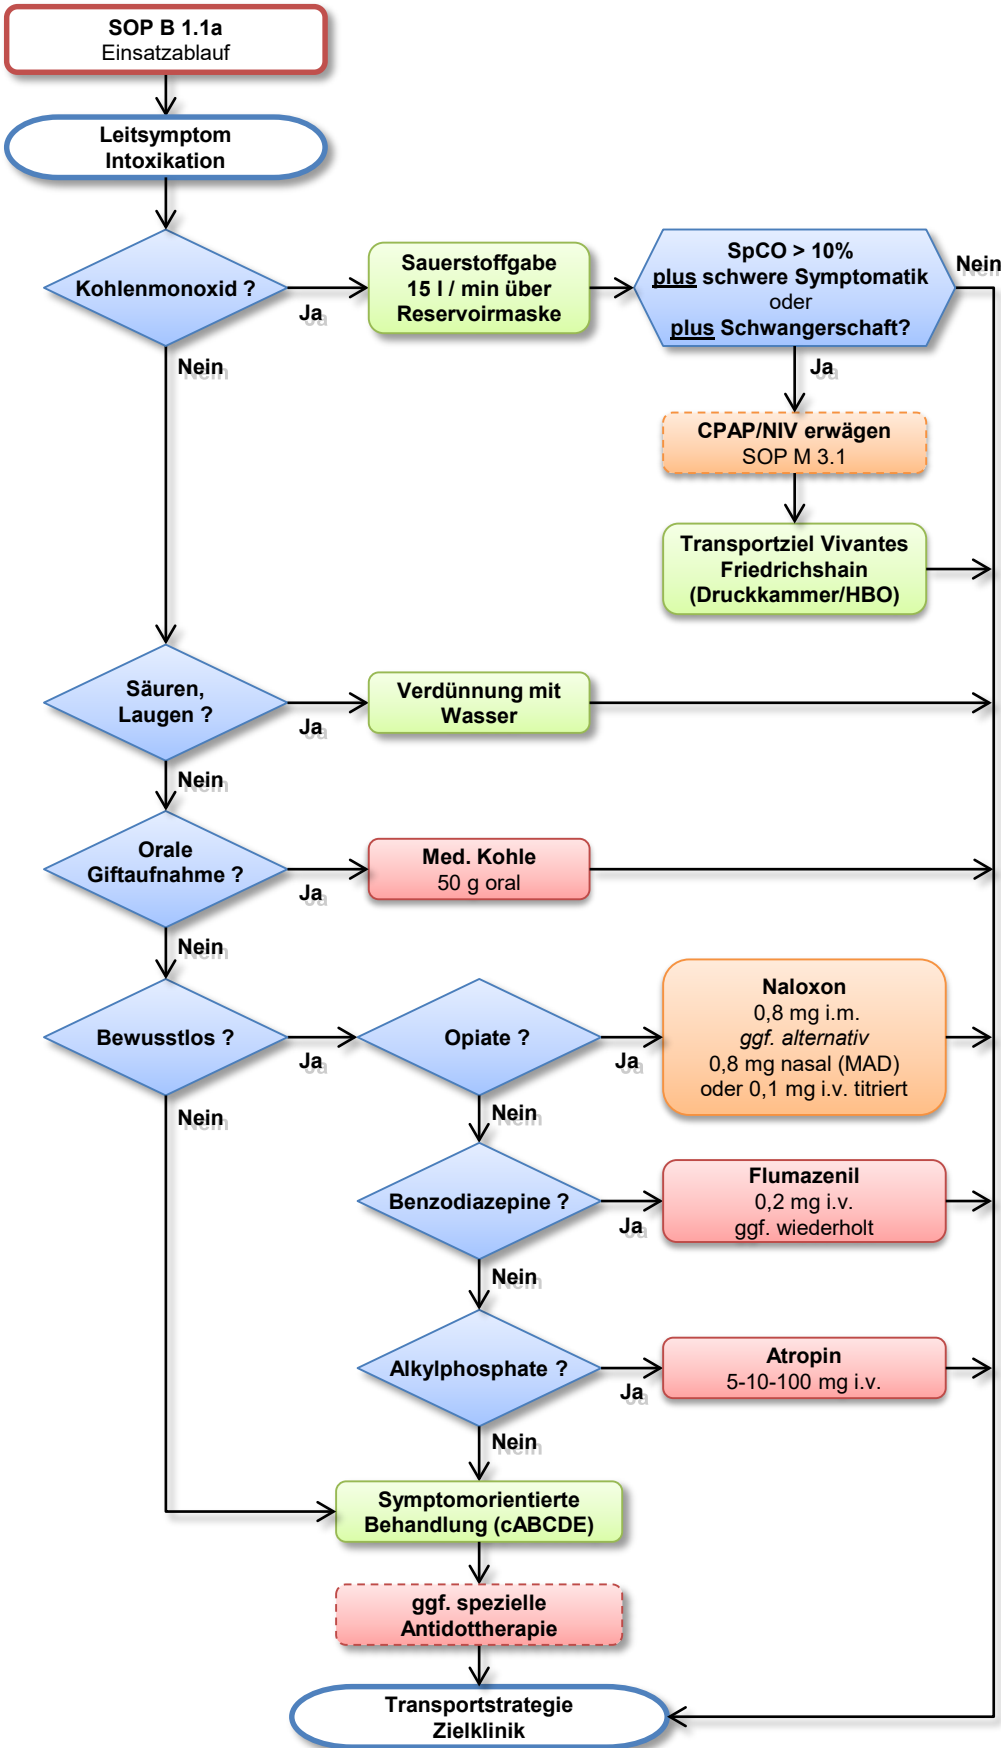 SOP B 1.1a
Einsatzablauf
Leitsymptom
Intoxikation
Kohlenmonoxid ?
Ja
Nein
Sauerstoffgabe
15 l / min über
Reservoirmaske
SpCO > 10%
plus schwere Symptomatik
oder
plus Schwangerschaft?
Nein
Ja
CPAP/NIV erwägen
SOP M 3.1
Transportziel Vivantes
Friedrichshain
(Druckkammer/HBO)
Säuren,
Laugen ?
Ja
Nein
Verdünnung mit
Wasser
Orale
Giftaufnahme ?
Ja
Nein
Med. Kohle
50 g oral
Bewusstlos ?
Ja
Nein
Opiate ?
Ja
Nein
Naloxon
0,8 mg i.m.
ggf. alternativ
0,8 mg nasal (MAD)
oder 0,1 mg i.v. titriert
Benzodiazepine ?
Ja
Nein
Flumazenil
0,2 mg i.v.
ggf. wiederholt
Alkylphosphate ?
Ja
Nein
Atropin
5-10-100 mg i.v.
Symptomorientierte
Behandlung (cABCDE)
ggf. spezielle
Antidottherapie
Transportstrategie
Zielklinik